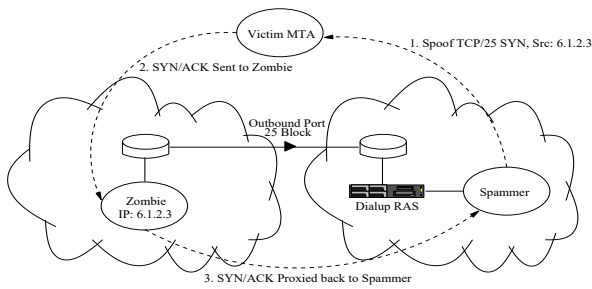 Victim MTA
1. Spoof TCP/25 SYN, Src: 6.1.2.3
2. SYN/ACK Sent to Zombie
Outbound Port
25 Block
Zombie
IP: 6.1.2.3
Dialup RAS
Spammer
3. SYN/ACK Proxied back to Spammer